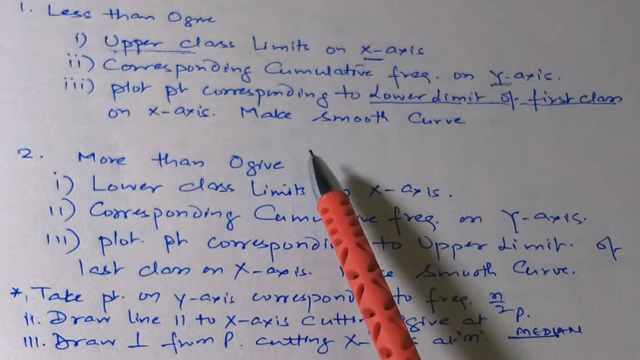 1. Less than Ogive
i) Upper class Limits on x-axis
ii) Corresponding Cumulative freq. on Y-axis.
iii) plot pt corresponding to Lower limit of first class
on x-axis. Make Smooth Curve
2. More than Ogive
i) Lower class Limits x-axis.
ii) Corresponding freq. on Y-axis.
iii) plot. pt to Upper Limit. of
last class on X-axis. Smooth Curve.
*, Take pt. on y-axis to freq. n/2
II. Draw line 11 to x-axis cutting at P.
III. Draw ⊥ from P. cutting X- at 'm'. MEDIAN